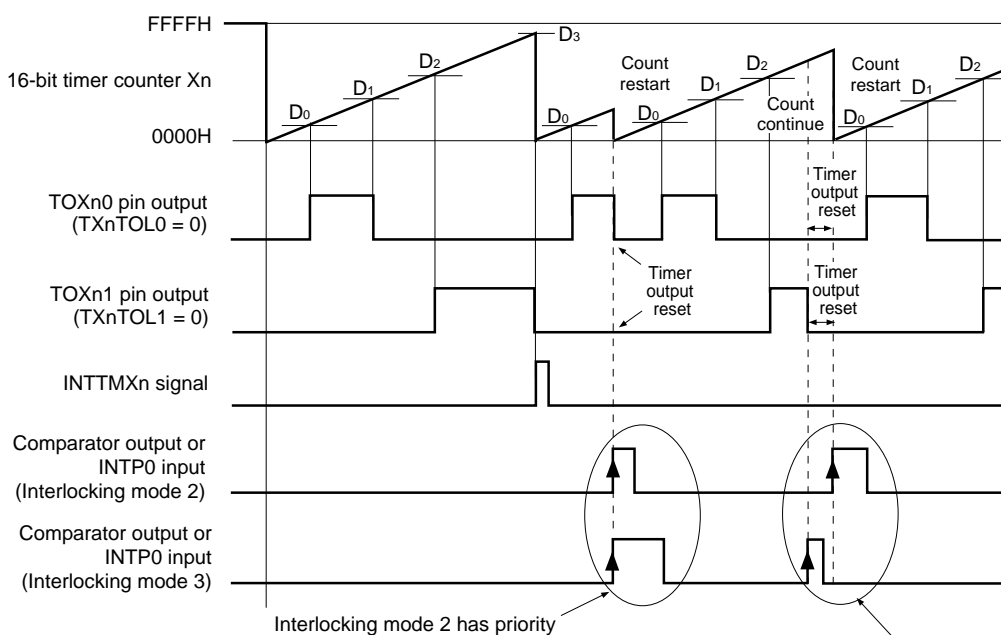 FFFFH
D3
D2
D2
D2
16-bit timer counter Xn
Count
restart
Count
restart
D1
D1
D1
Count
continue
D0
D0
D0
D0
0000H
TOXn0 pin output
(TXnTOL0 = 0)
Timer
output
reset
TOXn1 pin output
(TXnTOL1 = 0)
Timer
output
reset
Timer
output
reset
INTTMXn signal
Comparator output or
INTP0 input
(Interlocking mode 2)
Comparator output or
INTP0 input
(Interlocking mode 3)
Interlocking mode 2 has priority